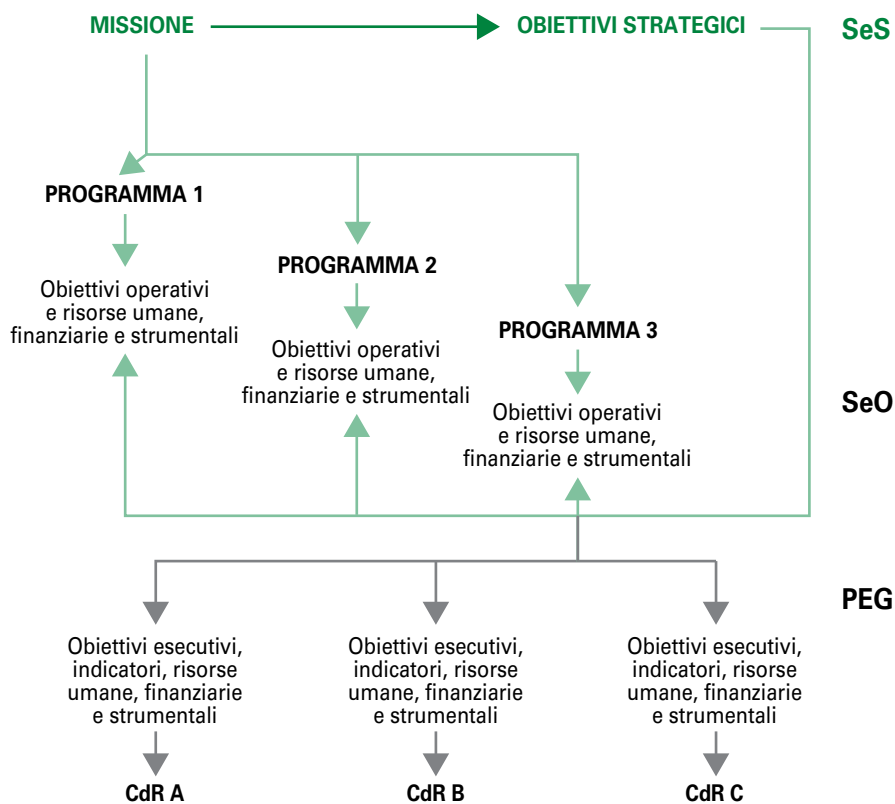 MISSIONE
OBIETTIVI STRATEGICI
SeS
PROGRAMMA 1
Obiettivi operativi
e risorse umane,
finanziarie e strumentali
PROGRAMMA 2
Obiettivi operativi
e risorse umane,
finanziarie e strumentali
PROGRAMMA 3
Obiettivi operativi
e risorse umane,
finanziarie e strumentali
SeO
PEG
Obiettivi esecutivi,
indicatori, risorse
umane, finanziarie
e strumentali
CdR A
Obiettivi esecutivi,
indicatori, risorse
umane, finanziarie
e strumentali
CdR B
Obiettivi esecutivi,
indicatori, risorse
umane, finanziarie
e strumentali
CdR C